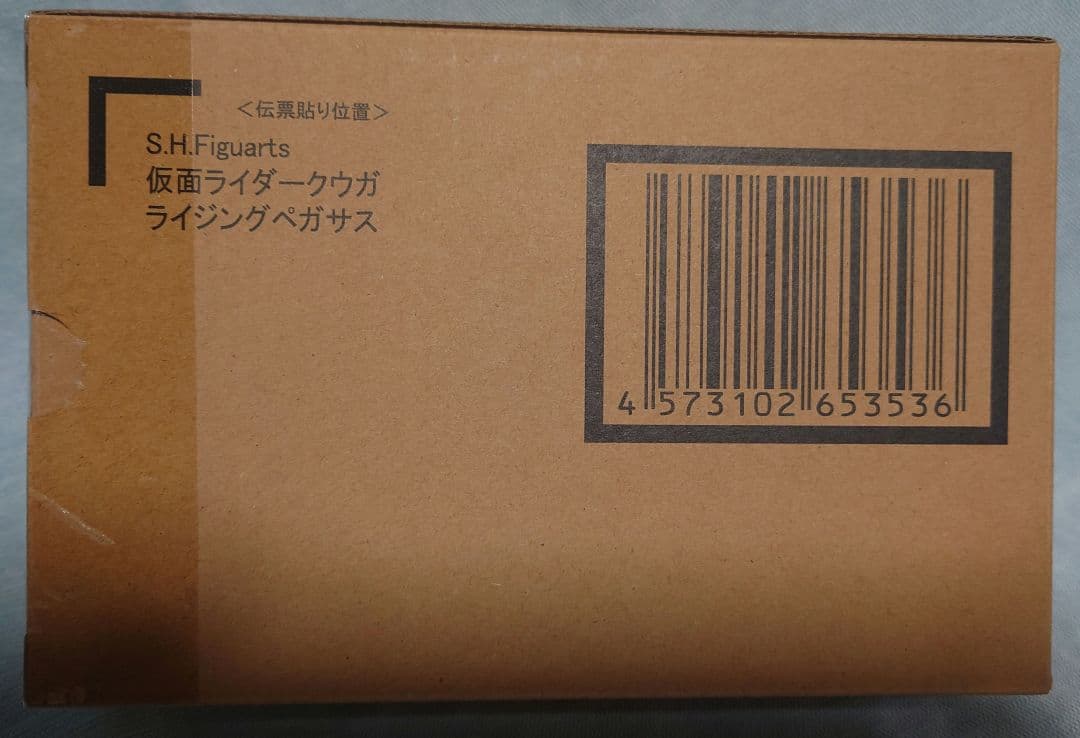 ＜伝票貼り位置＞
S.H.Figuarts
仮面ライダークウガ
ライジングペガサス
4 573102 653536